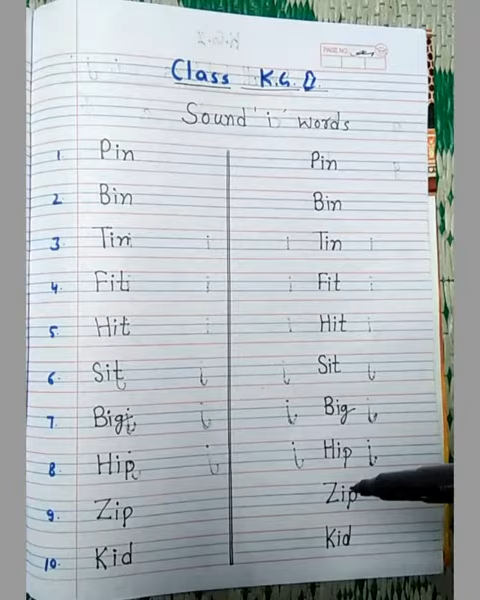 PAGE NO.
Class K.G.
Sound 'i' words
1. Pin Pin
2. Bin Bin
3. Tin i i Tin i
4. Fit i i Fit i
5. Hit i i Hit i
6. Sit i i Sit i
7. Big i i i Big i
8. Hip i i Hip i
9. Zip Zip
10. Kid Kid